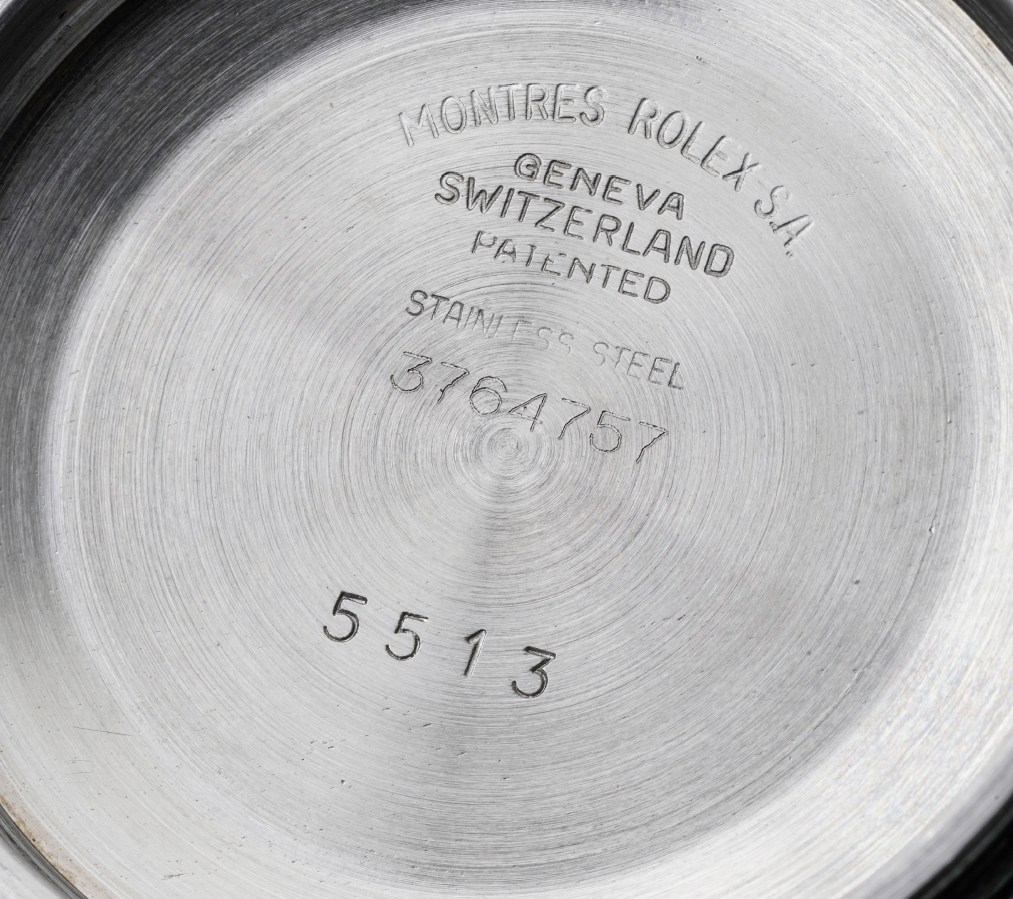 MONTRES ROLEX S.A.
GENEVA
SWITZERLAND
PATENTED
STAINLESS STEEL
3764757
5513